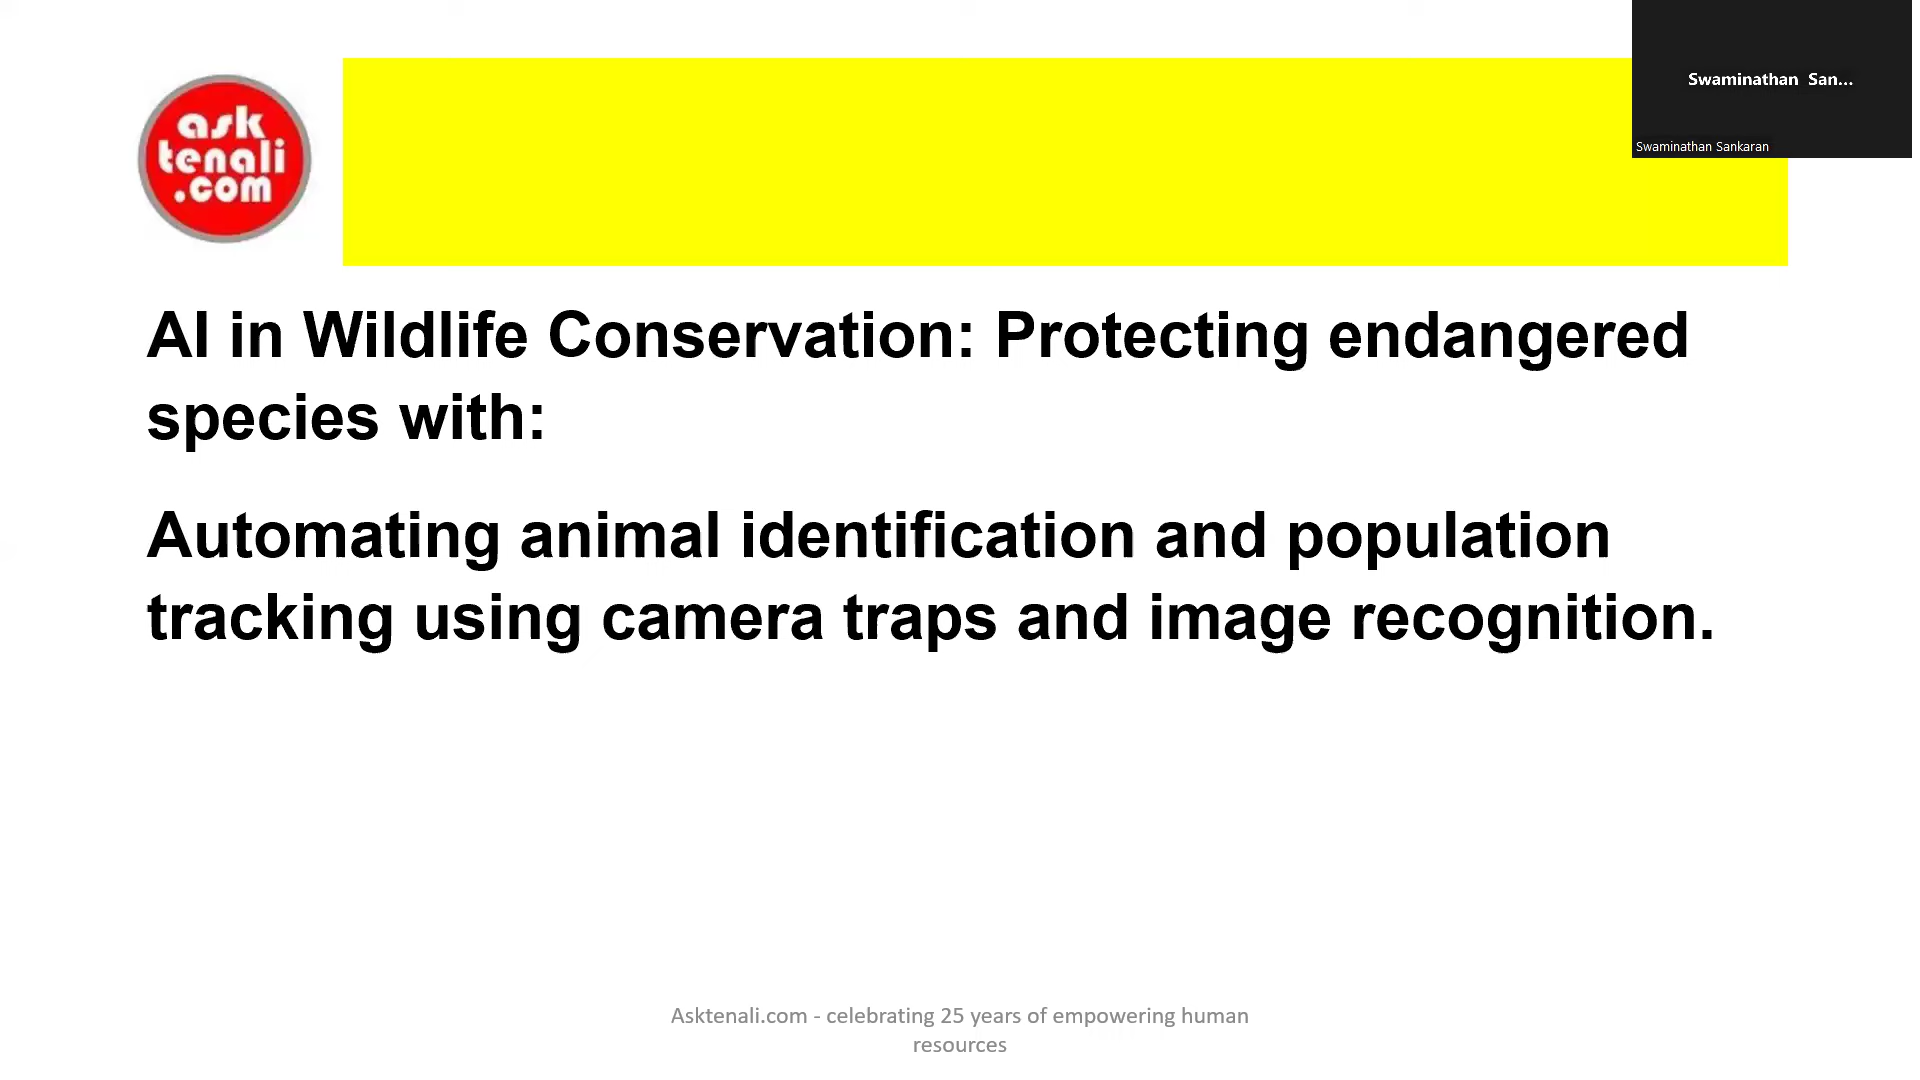 Swaminathan San...
Swaminathan Sankaran
ask
tenali
.com
AI in Wildlife Conservation: Protecting endangered
species with:
Automating animal identification and population
tracking using camera traps and image recognition.
Asktenali.com - celebrating 25 years of empowering human
resources